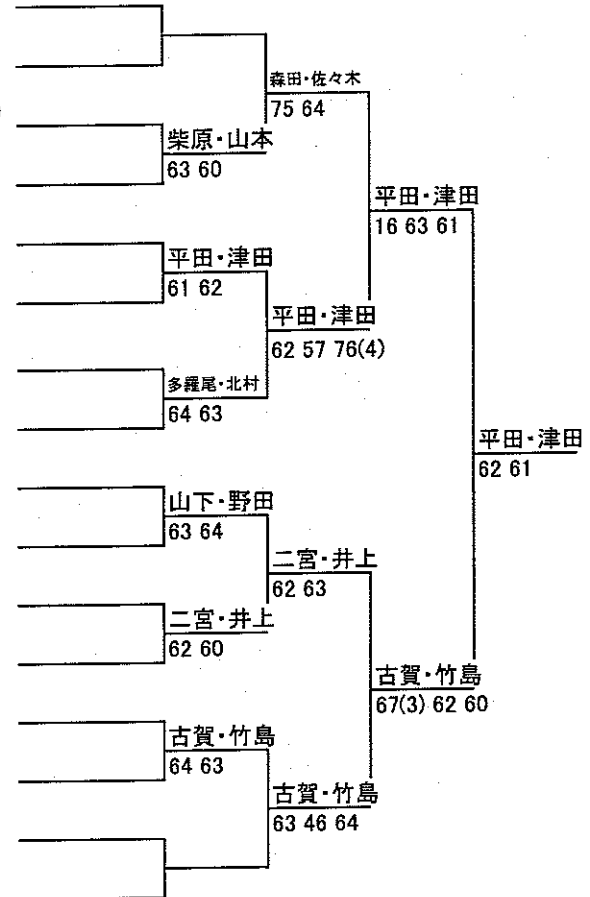 森田・佐々木
75 64
柴原・山本
63 60
平田・津田
16 63 61
平田・津田
61 62
平田・津田
62 57 76(4)
多羅尾・北村
64 63
平田・津田
62 61
山下・野田
63 64
二宮・井上
62 63
二宮・井上
62 60
古賀・竹島
67(3) 62 60
古賀・竹島
64 63
古賀・竹島
63 46 64